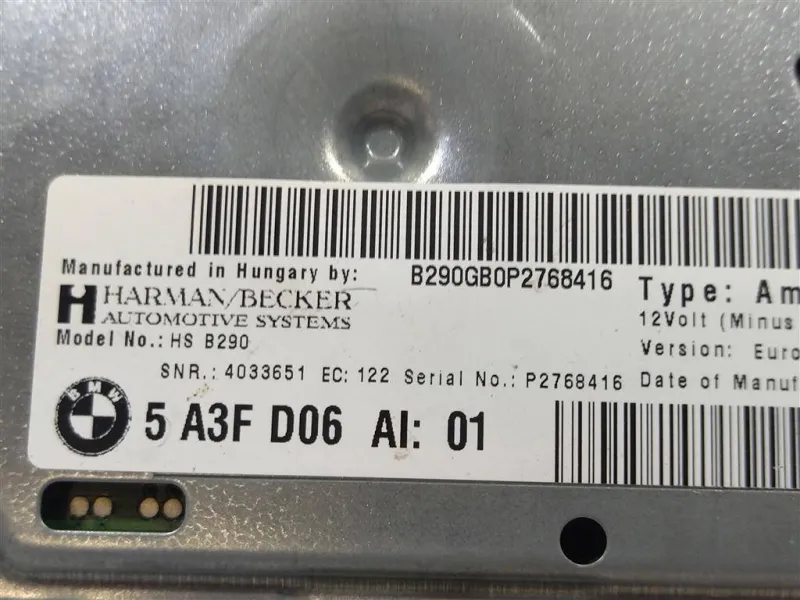 Manufactured in Hungary by:
B290GB0P2768416
Type: Am
HARMAN/BECKER
AUTOMOTIVE SYSTEMS
12Volt (Minus
Model No.: HS B290
Version: Euro
SNR.: 4033651 EC: 122 Serial No.: P2768416 Date of Manuf
BMW
5 A3F D06 AI: 01